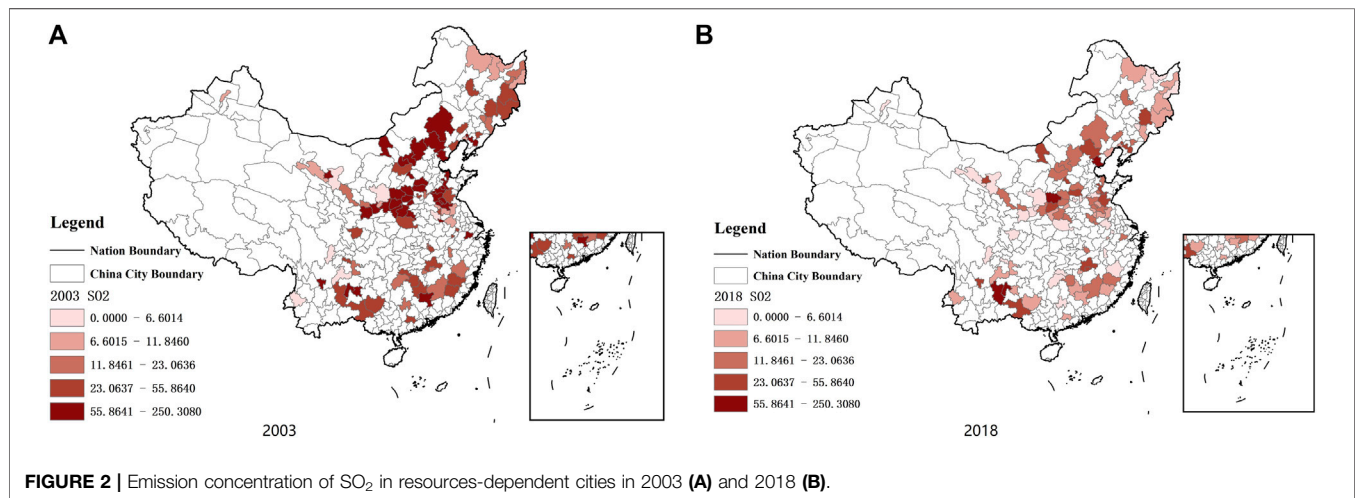 A
Legend
Nation Boundary
China City Boundary
2003 SO2
0.0000 - 6.6014
6.6015 - 11.8460
11.8461 - 23.0636
23.0637 - 55.8640
55.8641 - 250.3080
2003
B
Legend
Nation Boundary
China City Boundary
2018 SO2
0.0000 - 6.6014
6.6015 - 11.8460
11.8461 - 23.0636
23.0637 - 55.8640
55.8641 - 250.3080
2018
FIGURE 2 | Emission concentration of SO₂ in resources-dependent cities in 2003 (A) and 2018 (B).